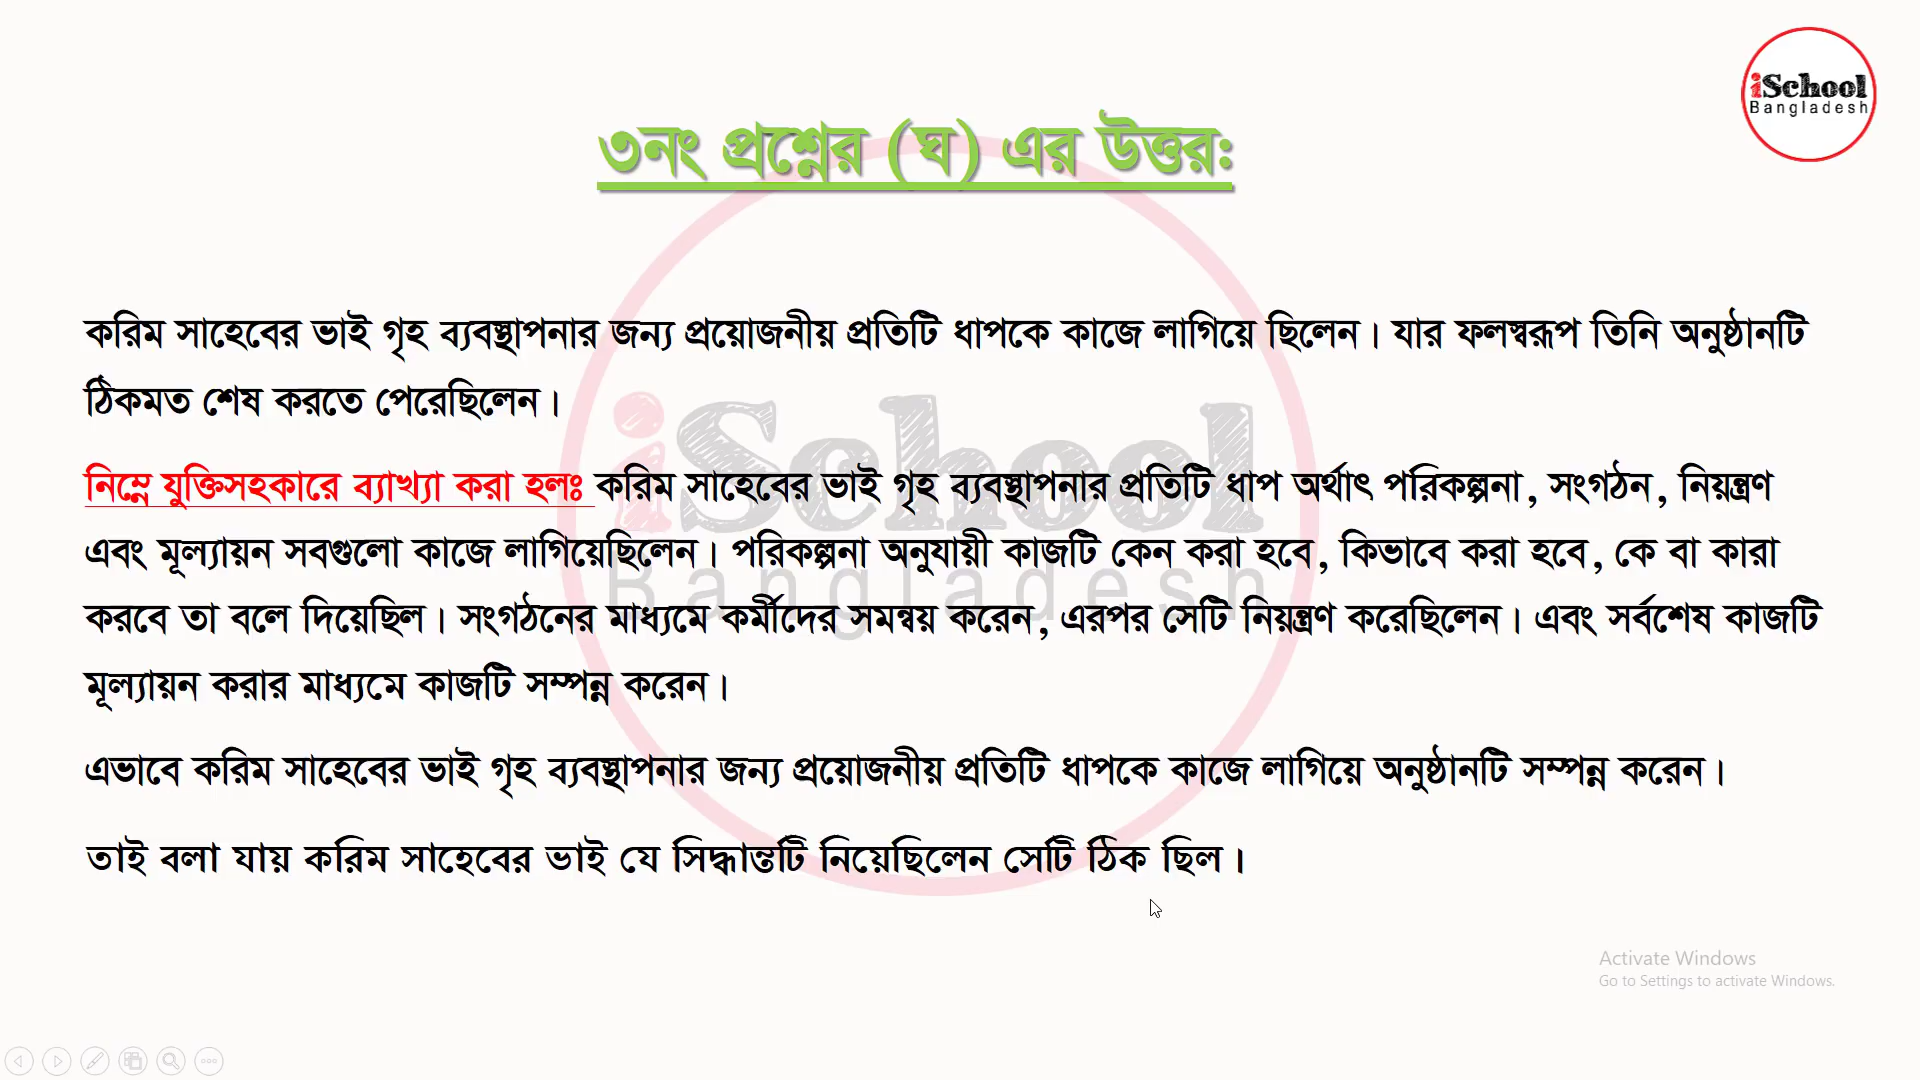 iSchool
Bangladesh
৩নং প্রশ্নের (ঘ) এর উত্তরঃ
করিম সাহেবের ভাই গৃহ ব্যবস্থাপনার জন্য প্রয়োজনীয় প্রতিটি ধাপকে কাজে লাগিয়ে ছিলেন। যার ফলস্বরূপ তিনি অনুষ্ঠানটি
ঠিকমত শেষ করতে পেরেছিলেন।
নিম্নে যুক্তিসহকারে ব্যাখ্যা করা হলঃ করিম সাহেবের ভাই গৃহ ব্যবস্থাপনার প্রতিটি ধাপ অর্থাৎ পরিকল্পনা, সংগঠন, নিয়ন্ত্রণ
এবং মূল্যায়ন সবগুলো কাজে লাগিয়েছিলেন। পরিকল্পনা অনুযায়ী কাজটি কেন করা হবে, কিভাবে করা হবে, কে বা কারা
করবে তা বলে দিয়েছিল। সংগঠনের মাধ্যমে কর্মীদের সমন্বয় করেন, এরপর সেটি নিয়ন্ত্রণ করেছিলেন। এবং সর্বশেষ কাজটি
মূল্যায়ন করার মাধ্যমে কাজটি সম্পন্ন করেন।
এভাবে করিম সাহেবের ভাই গৃহ ব্যবস্থাপনার জন্য প্রয়োজনীয় প্রতিটি ধাপকে কাজে লাগিয়ে অনুষ্ঠানটি সম্পন্ন করেন।
তাই বলা যায় করিম সাহেবের ভাই যে সিদ্ধান্তটি নিয়েছিলেন সেটি ঠিক ছিল।
iSchool
Bangladesh
Activate Windows
Go to Settings to activate Windows.